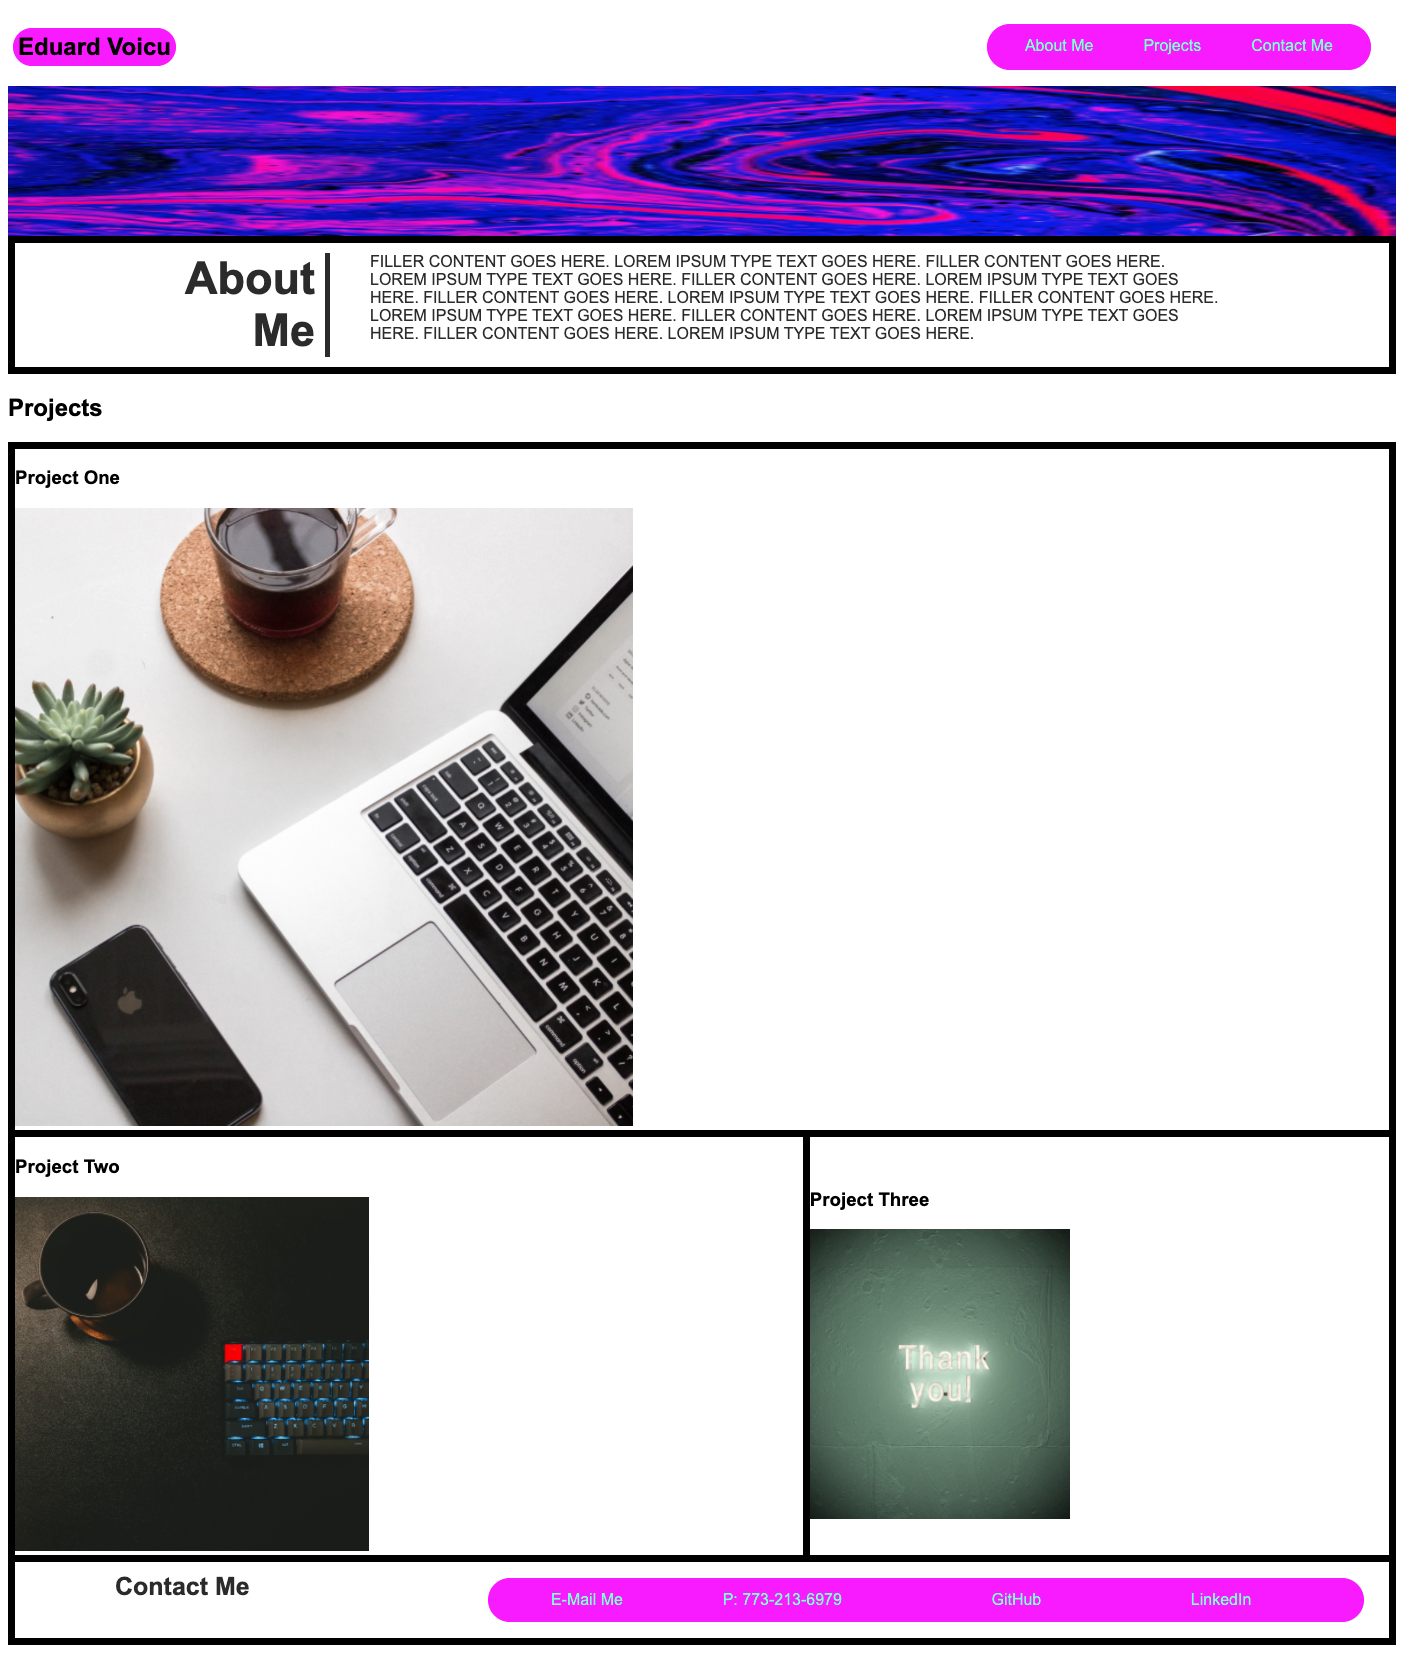 Eduard Voicu
About Me Projects Contact Me
About
Me
FILLER CONTENT GOES HERE. LOREM IPSUM TYPE TEXT GOES HERE. FILLER CONTENT GOES HERE.
LOREM IPSUM TYPE TEXT GOES HERE. FILLER CONTENT GOES HERE. LOREM IPSUM TYPE TEXT GOES
HERE. FILLER CONTENT GOES HERE. LOREM IPSUM TYPE TEXT GOES HERE. FILLER CONTENT GOES HERE.
LOREM IPSUM TYPE TEXT GOES HERE. FILLER CONTENT GOES HERE. LOREM IPSUM TYPE TEXT GOES
HERE. FILLER CONTENT GOES HERE. LOREM IPSUM TYPE TEXT GOES HERE.
Projects
Project One
Project Two
Project Three
Thank
you!
Contact Me
E-Mail Me P: 773-213-6979 GitHub LinkedIn